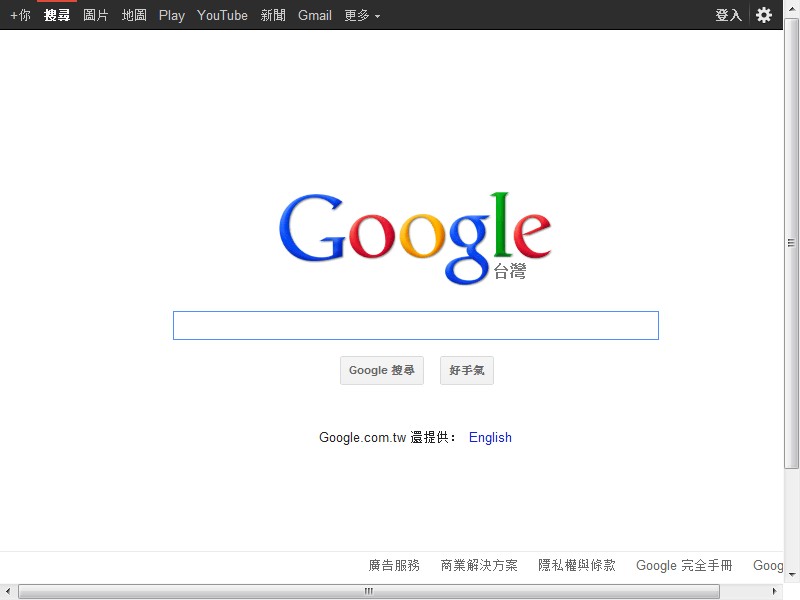 +你 搜尋 圖片 地圖 Play YouTube 新聞 Gmail 更多 登入
Google
台灣
Google 搜尋 好手氣
Google.com.tw 還提供： English
廣告服務 商業解決方案 隱私權與條款 Google 完全手冊 Goog